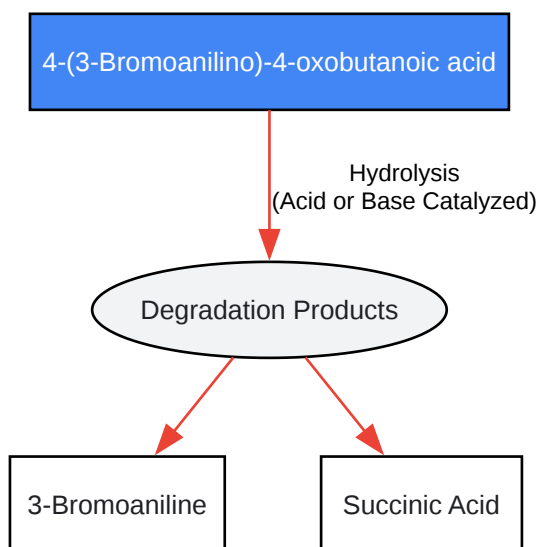 4-(3-Bromoanilino)-4-oxobutanoic acid
Hydrolysis
(Acid or Base Catalyzed)
Degradation Products
3-Bromoaniline
Succinic Acid